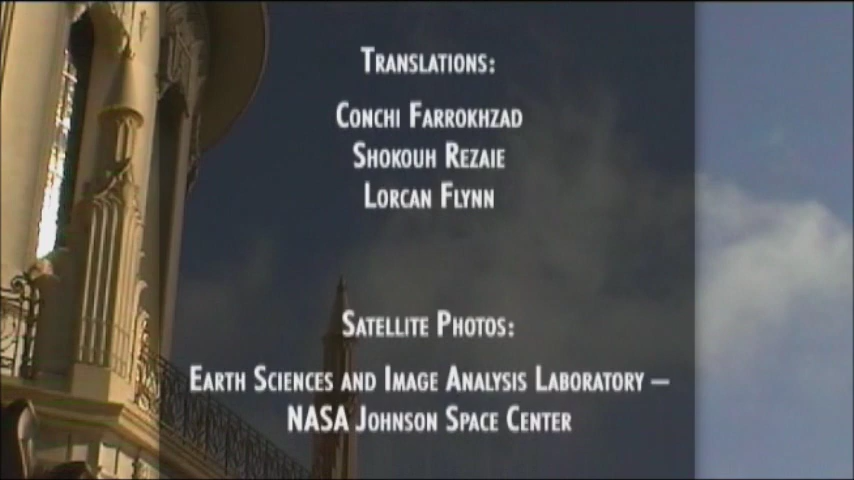 TRANSLATIONS:
CONCHI FARROKHZAD
SHOKOUH REZAIE
LORCAN FLYNN
SATELLITE PHOTOS:
EARTH SCIENCES AND IMAGE ANALYSIS LABORATORY –
NASA JOHNSON SPACE CENTER